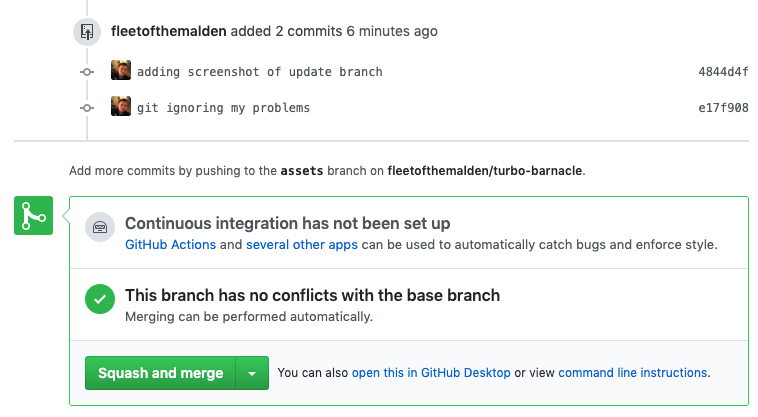 fleetofthemalden added 2 commits 6 minutes ago
adding screenshot of update branch 4844d4f
git ignoring my problems e17f908
Add more commits by pushing to the assets branch on fleetofthemalden/turbo-barnacle.
Continuous integration has not been set up
GitHub Actions and several other apps can be used to automatically catch bugs and enforce style.
This branch has no conflicts with the base branch
Merging can be performed automatically.
Squash and merge You can also open this in GitHub Desktop or view command line instructions.